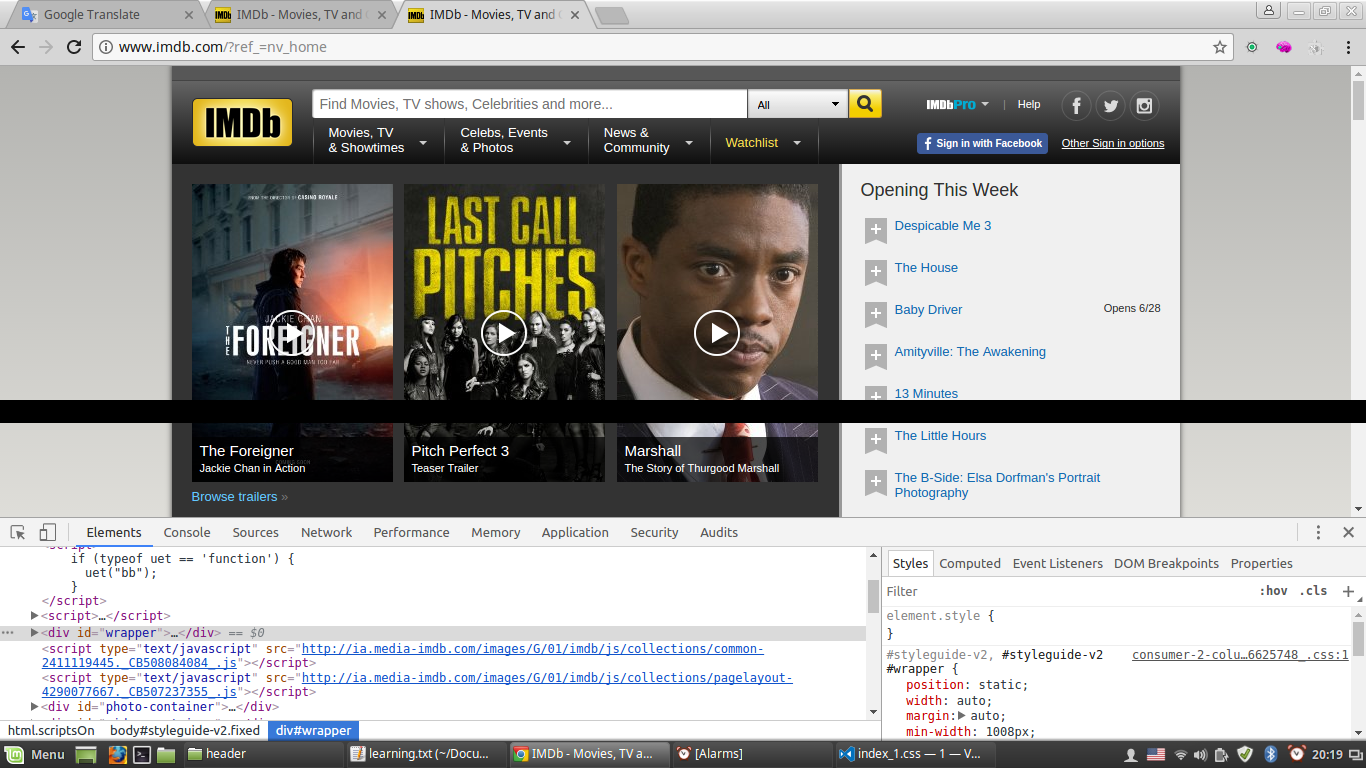 Google Translate
IMDb - Movies, TV and
IMDb - Movies, TV and
www.imdb.com/?ref_=nv_home
IMDb
Find Movies, TV shows, Celebrities and more...
All
IMDbPro
Help
Movies, TV
& Showtimes
Celebs, Events
& Photos
News &
Community
Watchlist
Sign in with Facebook
Other Sign in options
FROM THE DIRECTOR OF CASINO ROYALE
JACKIE CHAN
THE FOREIGNER
NEVER PUSH A GOOD MAN TOO FAR
The Foreigner
Jackie Chan in Action
LAST CALL
PITCHES
Pitch Perfect 3
Teaser Trailer
Marshall
The Story of Thurgood Marshall
Browse trailers »
Opening This Week
Despicable Me 3
The House
Baby Driver
Opens 6/28
Amityville: The Awakening
13 Minutes
The Little Hours
The B-Side: Elsa Dorfman's Portrait
Photography
Elements Console Sources Network Performance Memory Application Security Audits
<script>
if (typeof uet == 'function') {
uet("bb");
}
</script>
<script>…</script>
<div id="wrapper">…</div> == $0
<script type="text/javascript" src="http://ia.media-imdb.com/images/G/01/imdb/js/collections/common-
2411119445._CB508084084_.js"></script>
<script type="text/javascript" src="http://ia.media-imdb.com/images/G/01/imdb/js/collections/pagelayout-
4290077667._CB507237355_.js"></script>
<div id="photo-container">…</div>
html.scriptsOn body#styleguide-v2.fixed div#wrapper
Styles Computed Event Listeners DOM Breakpoints Properties
Filter
:hov .cls
element.style {
}
#styleguide-v2, #styleguide-v2 consumer-2-colu…6625748_.css:1
#wrapper {
position: static;
width: auto;
margin: auto;
min-width: 1008px;
Menu
header
learning.txt (~/Docu...
IMDb - Movies, TV a...
[Alarms]
index_1.css — 1 — V...
20:19